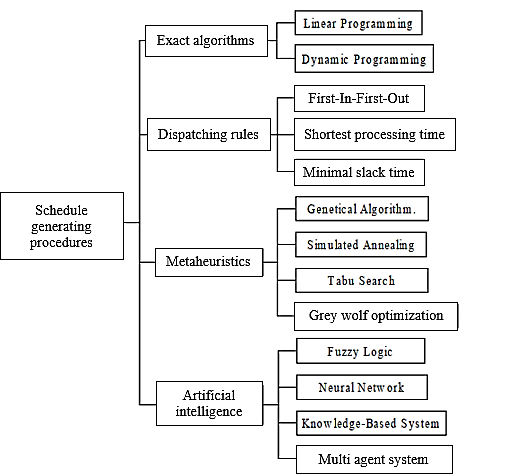 Schedule
generating
procedures
Exact algorithms
Linear Programming
Dynamic Programming
Dispatching rules
First-In-First-Out
Shortest processing time
Minimal slack time
Metaheuristics
Genetical Algorithm.
Simulated Annealing
Tabu Search
Grey wolf optimization
Artificial
intelligence
Fuzzy Logic
Neural Network
Knowledge-Based System
Multi agent system